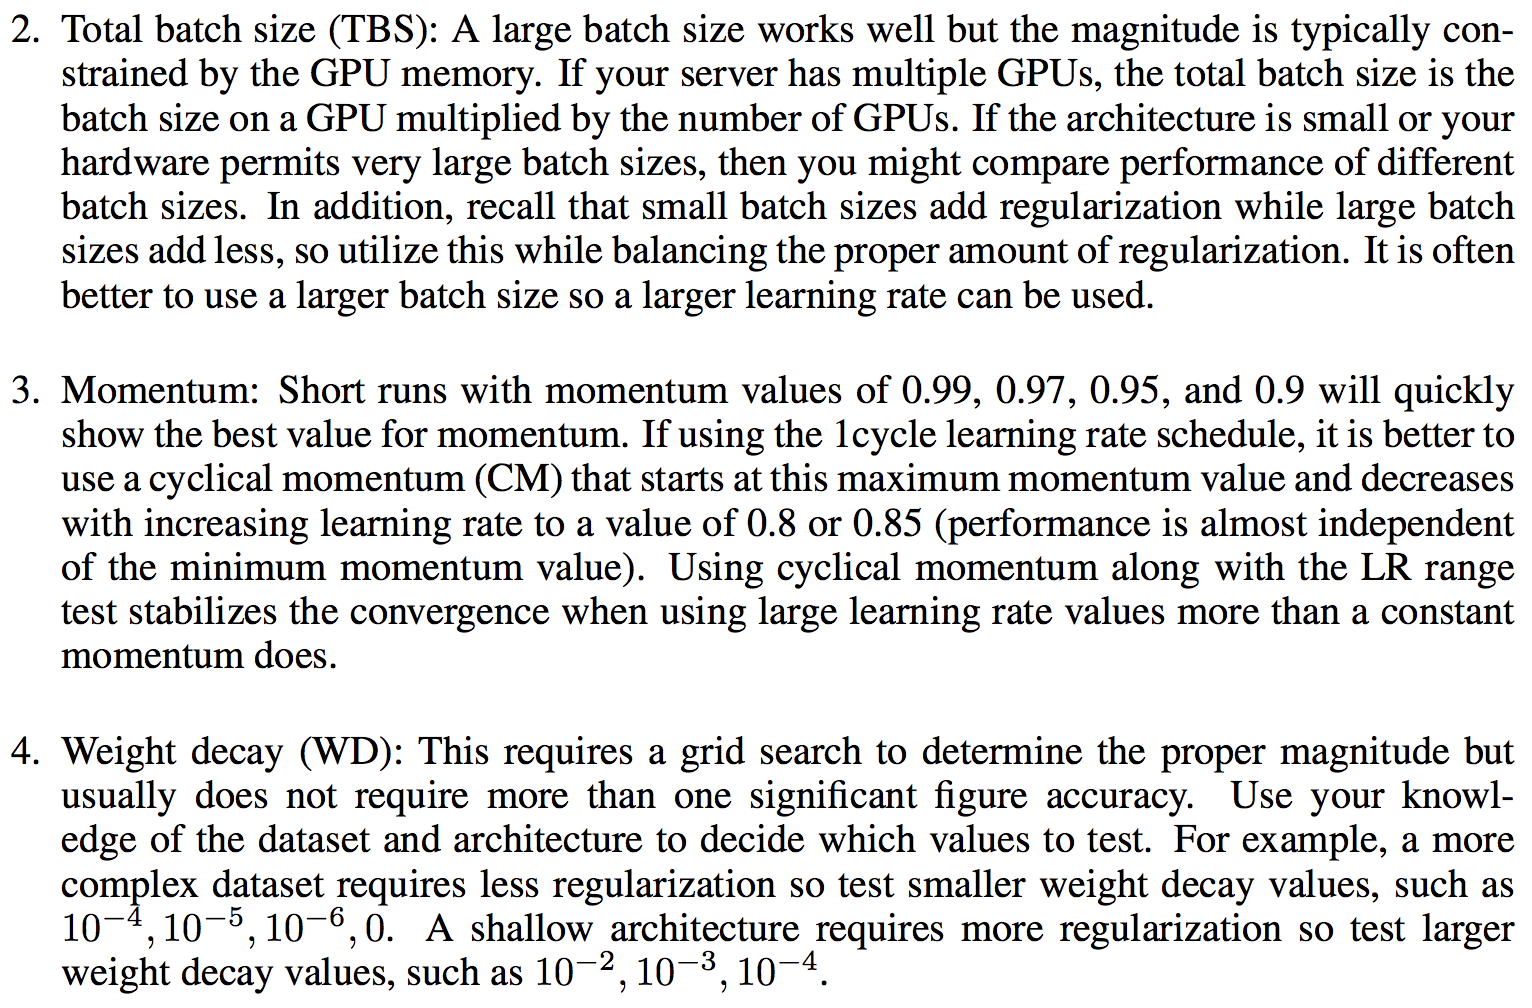 2. Total batch size (TBS): A large batch size works well but the magnitude is typically con-
strained by the GPU memory. If your server has multiple GPUs, the total batch size is the
batch size on a GPU multiplied by the number of GPUs. If the architecture is small or your
hardware permits very large batch sizes, then you might compare performance of different
batch sizes. In addition, recall that small batch sizes add regularization while large batch
sizes add less, so utilize this while balancing the proper amount of regularization. It is often
better to use a larger batch size so a larger learning rate can be used.
3. Momentum: Short runs with momentum values of 0.99, 0.97, 0.95, and 0.9 will quickly
show the best value for momentum. If using the 1cycle learning rate schedule, it is better to
use a cyclical momentum (CM) that starts at this maximum momentum value and decreases
with increasing learning rate to a value of 0.8 or 0.85 (performance is almost independent
of the minimum momentum value). Using cyclical momentum along with the LR range
test stabilizes the convergence when using large learning rate values more than a constant
momentum does.
4. Weight decay (WD): This requires a grid search to determine the proper magnitude but
usually does not require more than one significant figure accuracy. Use your knowl-
edge of the dataset and architecture to decide which values to test. For example, a more
complex dataset requires less regularization so test smaller weight decay values, such as
10⁻⁴, 10⁻⁵, 10⁻⁶, 0. A shallow architecture requires more regularization so test larger
weight decay values, such as 10⁻², 10⁻³, 10⁻⁴.